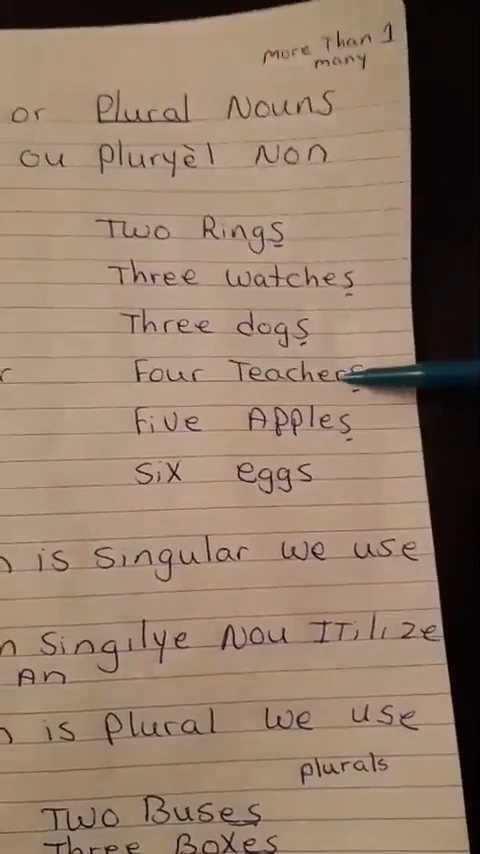 More Than 1
many
or Plural Nouns
ou Pluryèl Non
Two Rings
Three watches
Three dogs
r
Four Teachers
Five Apples
Six eggs
is Singular we use
n Singilye Nou ITilize
An
is plural we use
plurals
Two Buses
Three Boxes